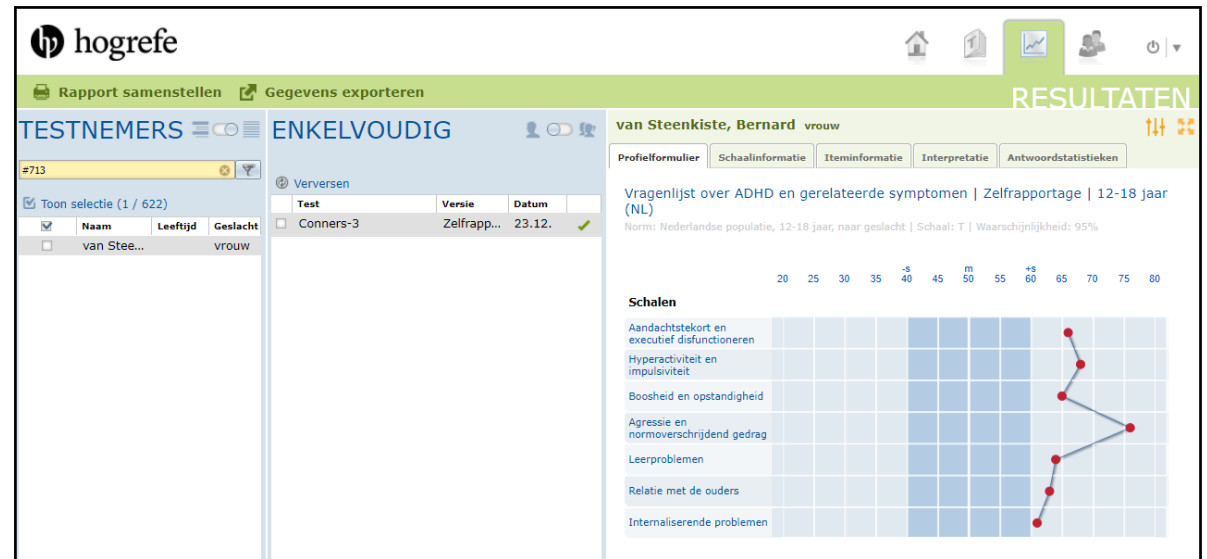 hogrefe
Rapport samenstellen Gegevens exporteren
RESULTATEN
TESTNEMERS
#713
Toon selectie (1 / 622)
Naam Leeftijd Geslacht
van Stee... vrouw
ENKELVOUDIG
Verversen
Test Versie Datum
Conners-3 Zelfrapp... 23.12.
van Steenkiste, Bernard vrouw
Profielformulier Schaalinformatie Iteminformatie Interpretatie Antwoordstatistieken
Vragenlijst over ADHD en gerelateerde symptomen | Zelfrapportage | 12-18 jaar
(NL)
Norm: Nederlandse populatie, 12-18 jaar, naar geslacht | Schaal: T | Waarschijnlijkheid: 95%
-s m +s
20 25 30 35 40 45 50 55 60 65 70 75 80
Schalen
Aandachtstekort en
executief disfunctioneren
Hyperactiviteit en
impulsiviteit
Boosheid en opstandigheid
Agressie en
normoverschrijdend gedrag
Leerproblemen
Relatie met de ouders
Internaliserende problemen